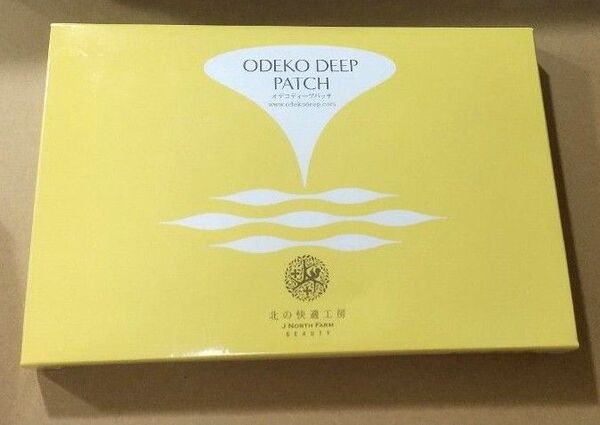 ODEKO DEEP
PATCH
オデコディープパッチ
www.odekodeep.com
北の快適工房
J NORTH FARM
BEAUTY